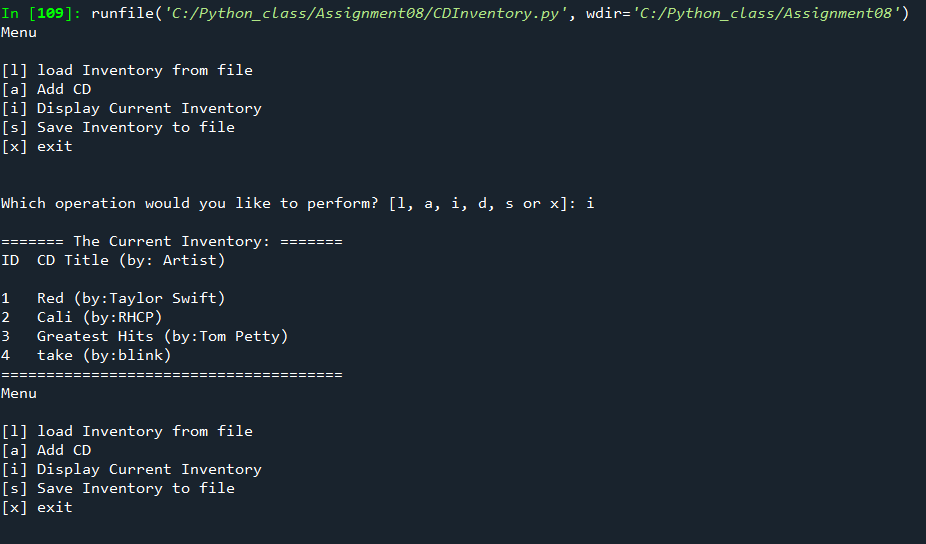 In [109]: runfile('C:/Python_class/Assignment08/CDInventory.py', wdir='C:/Python_class/Assignment08')
Menu
[l] load Inventory from file
[a] Add CD
[i] Display Current Inventory
[s] Save Inventory to file
[x] exit
Which operation would you like to perform? [l, a, i, d, s or x]: i
======= The Current Inventory: =======
ID  CD Title (by: Artist)
1   Red (by:Taylor Swift)
2   Cali (by:RHCP)
3   Greatest Hits (by:Tom Petty)
4   take (by:blink)
======================================
Menu
[l] load Inventory from file
[a] Add CD
[i] Display Current Inventory
[s] Save Inventory to file
[x] exit